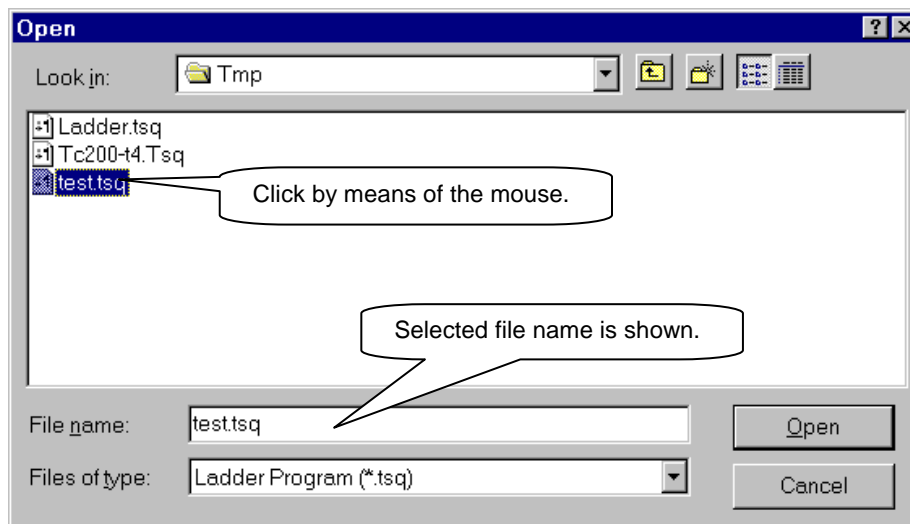 Open
Look in: Tmp
Ladder.tsq
Tc200-t4.Tsq
test.tsq
Click by means of the mouse.
Selected file name is shown.
File name: test.tsq Open
Files of type: Ladder Program (*.tsq) Cancel